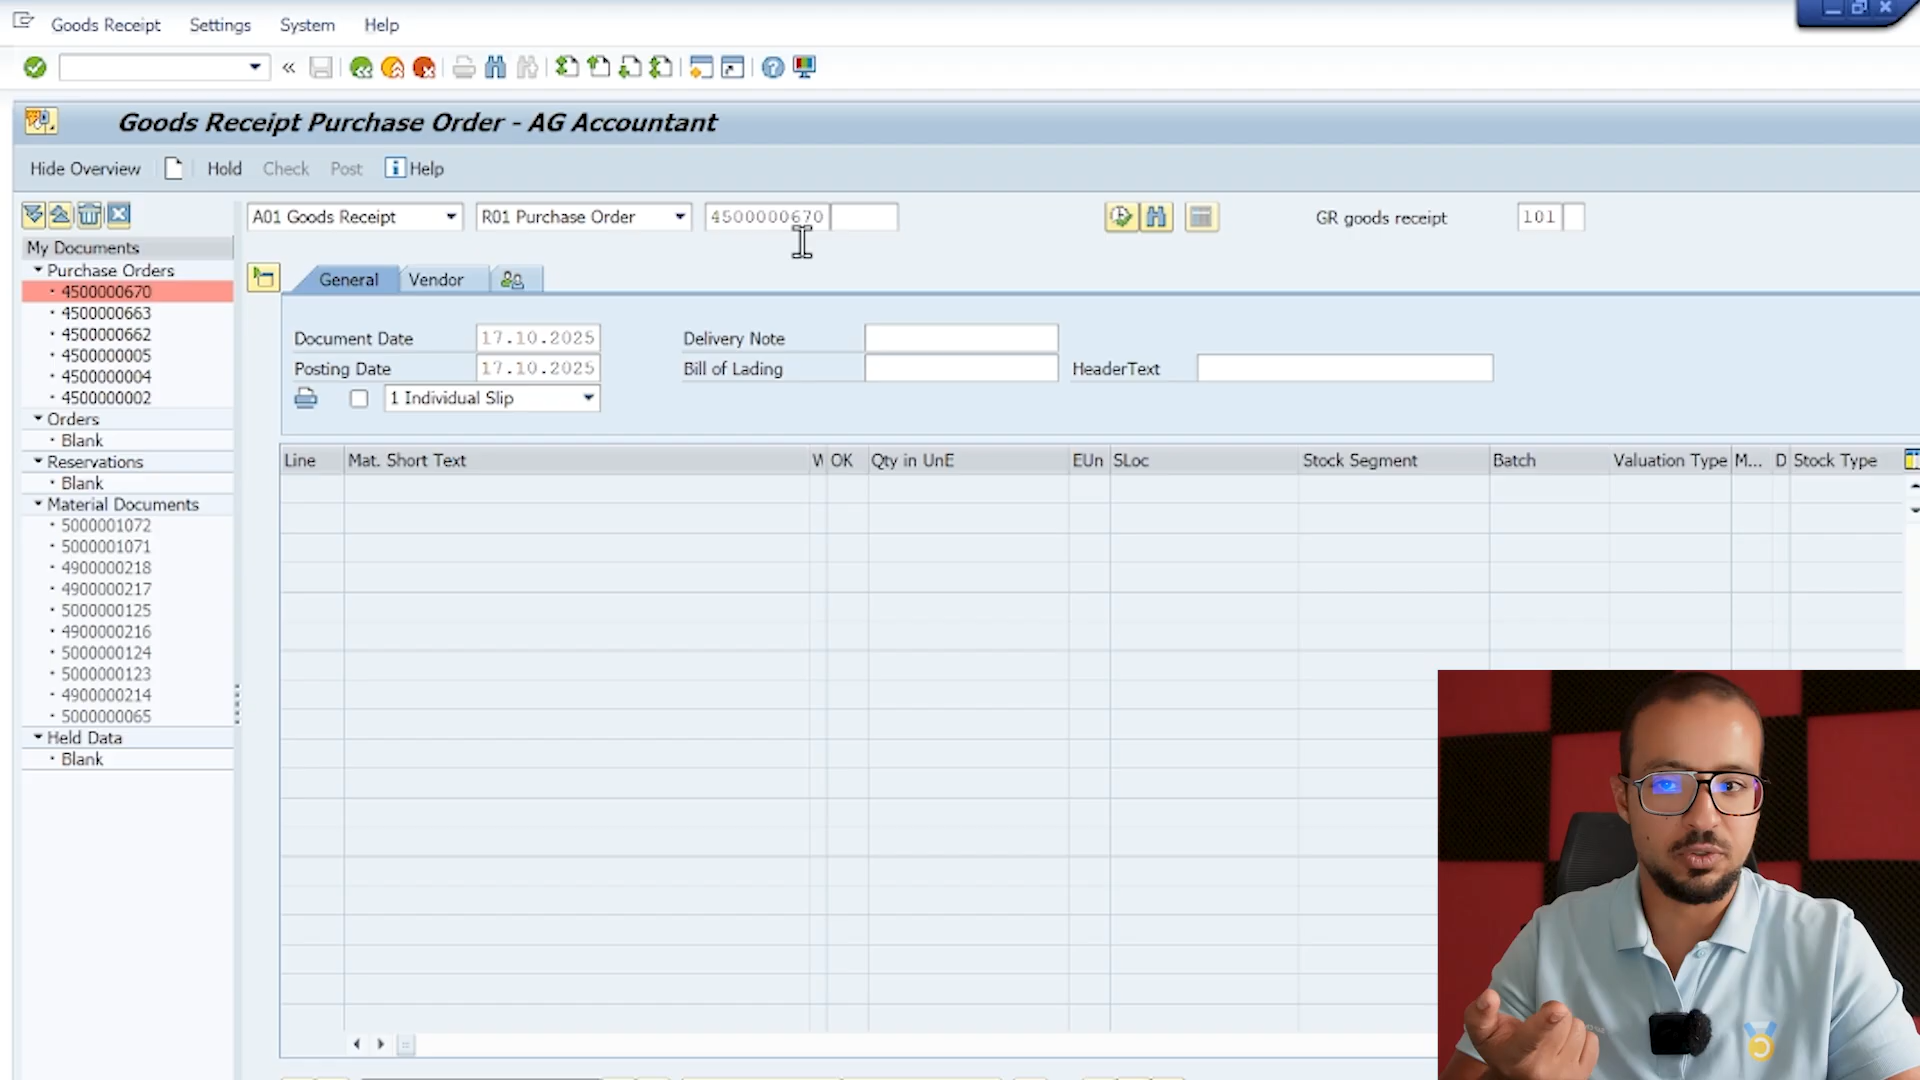 Goods Receipt Settings System Help
Goods Receipt Purchase Order - AG Accountant
Hide Overview Hold Check Post Help
A01 Goods Receipt R01 Purchase Order 4500000670 GR goods receipt 101
My Documents
Purchase Orders
4500000670
4500000663
4500000662
4500000005
4500000004
4500000002
Orders
Blank
Reservations
Blank
Material Documents
5000001072
5000001071
4900000218
4900000217
5000000125
4900000216
5000000124
5000000123
4900000214
5000000065
Held Data
Blank
General Vendor
Document Date 17.10.2025 Delivery Note
Posting Date 17.10.2025 Bill of Lading HeaderText
1 Individual Slip
Line Mat. Short Text W OK Qty in UnE EUn SLoc Stock Segment Batch Valuation Type M... D Stock Type